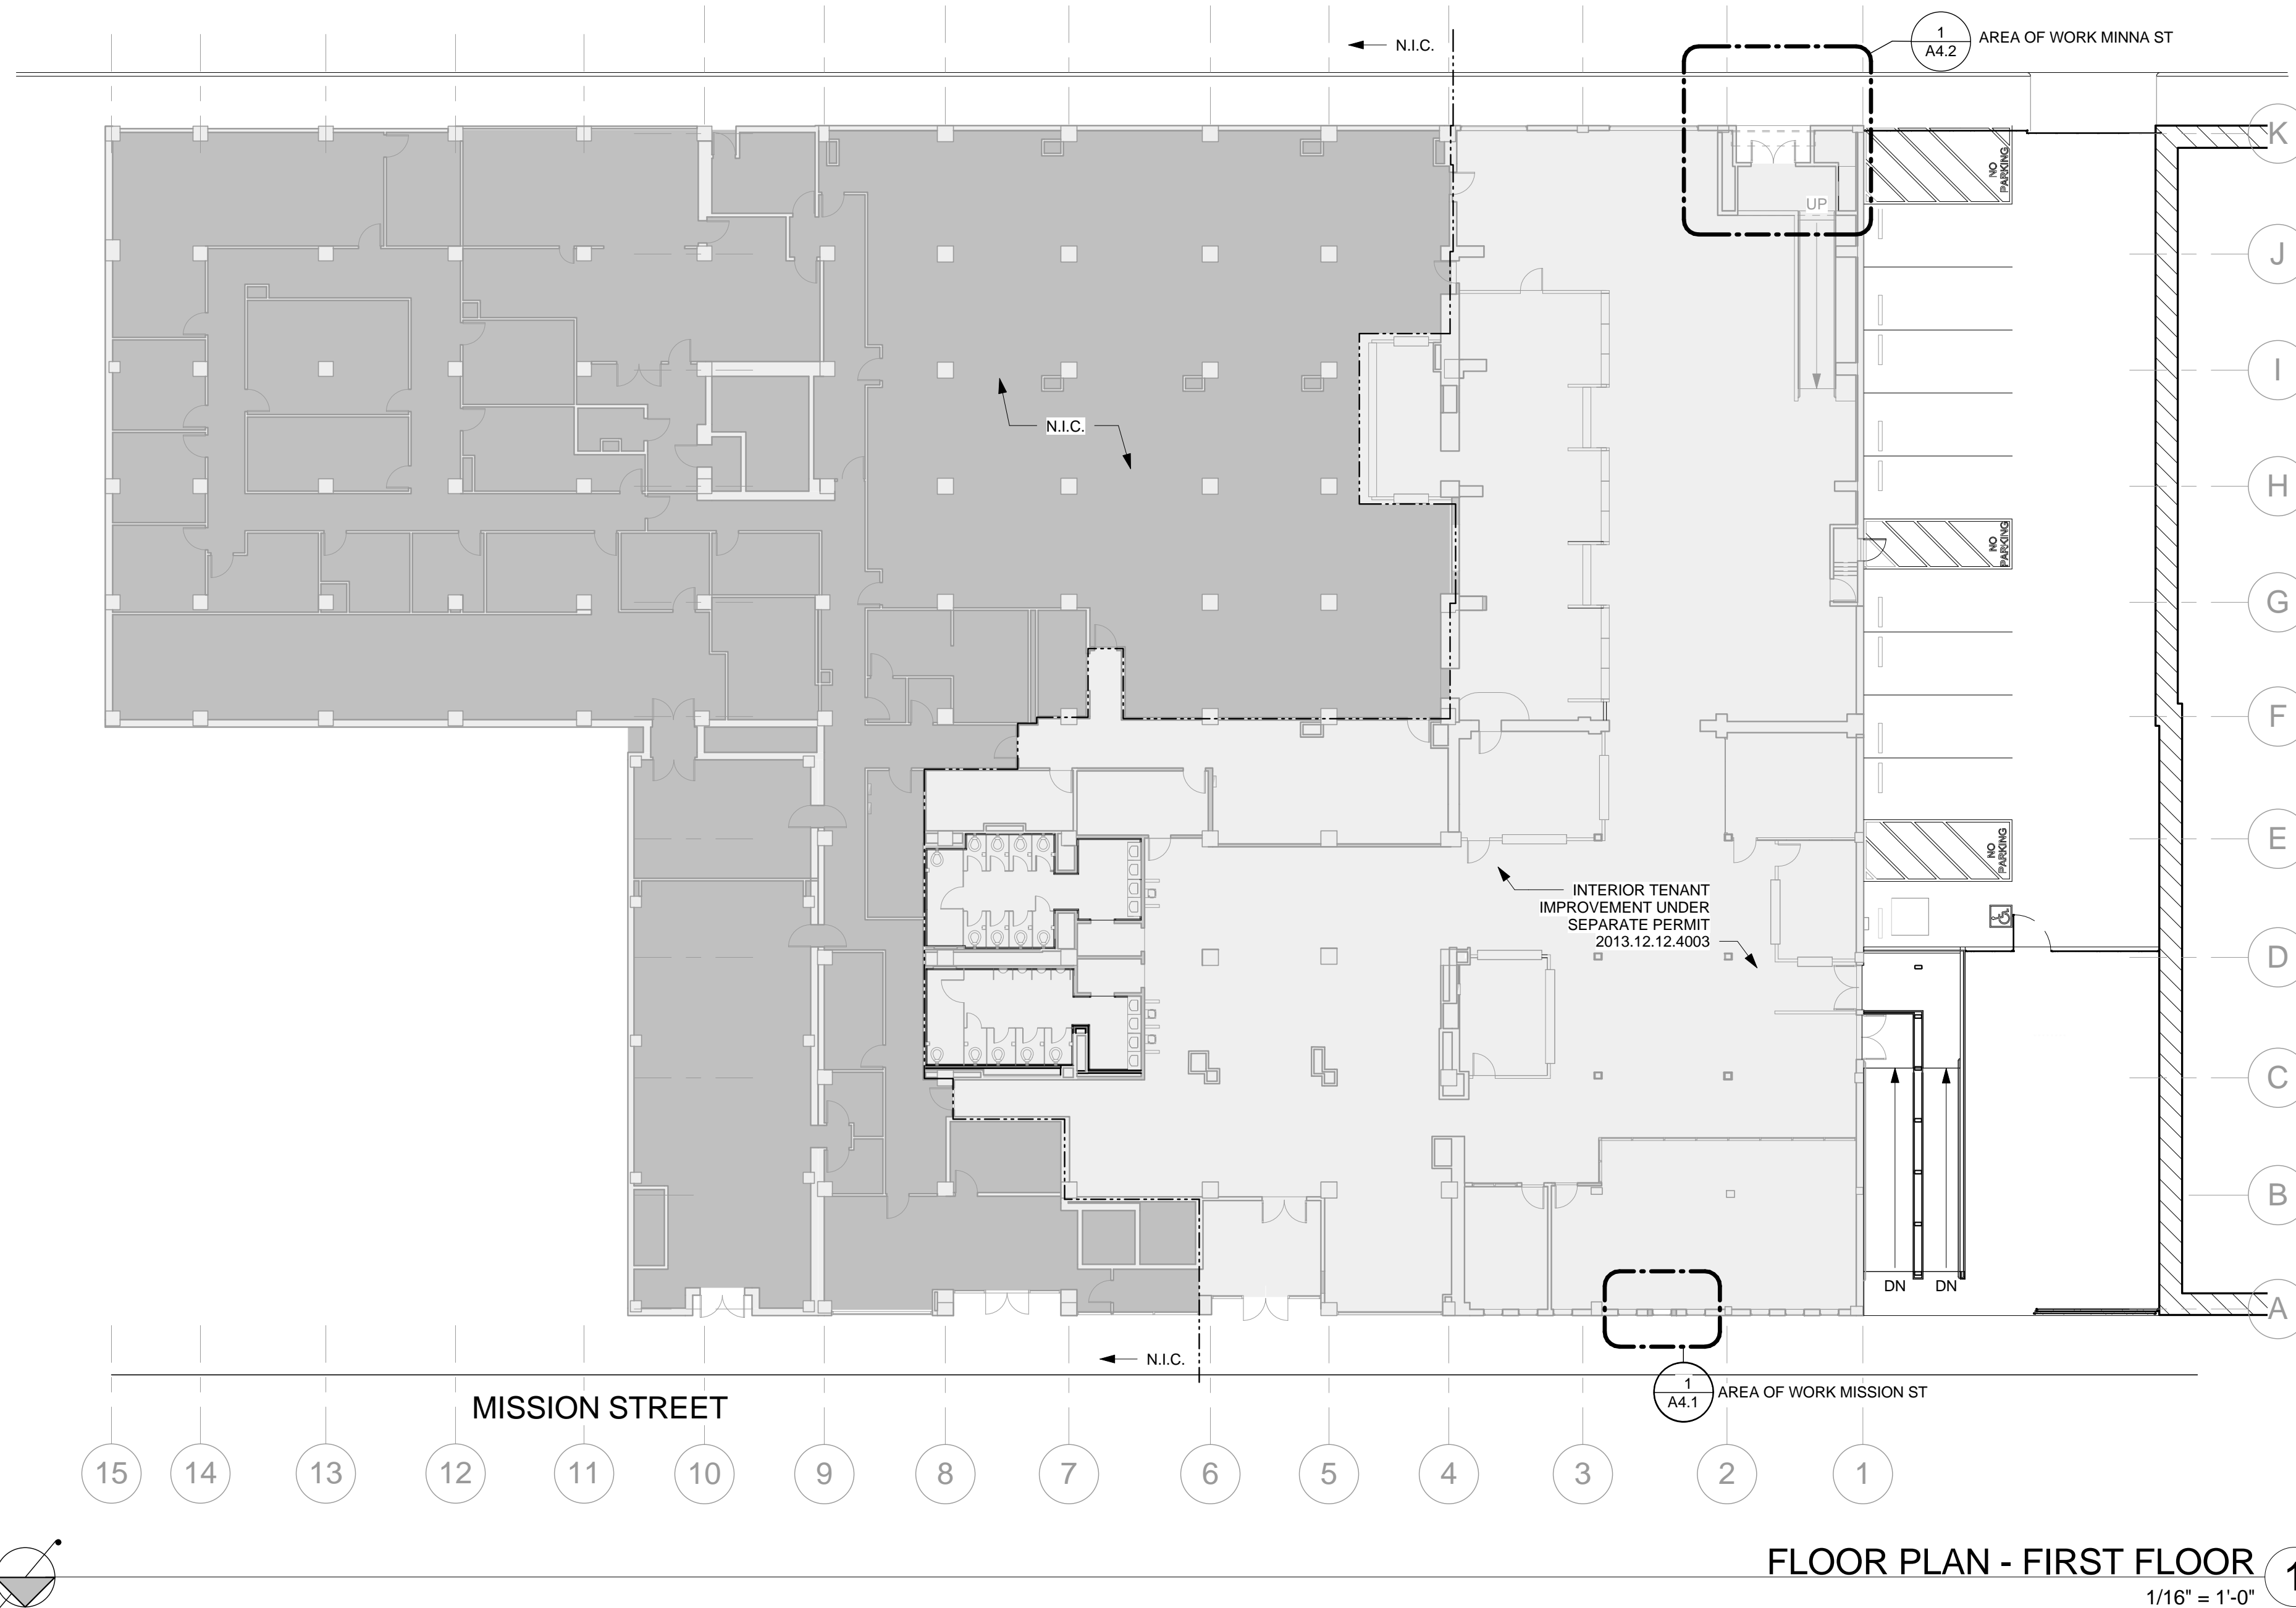 N.I.C.
1
A4.2
AREA OF WORK MINNA ST
K
NO
PARKING
UP
J
I
N.I.C.
H
NO
PARKING
G
F
E
NO
PARKING
INTERIOR TENANT
IMPROVEMENT UNDER
SEPARATE PERMIT
2013.12.12.4003
D
C
B
DN
DN
A
N.I.C.
1
A4.1
AREA OF WORK MISSION ST
MISSION STREET
15
14
13
12
11
10
9
8
7
6
5
4
3
2
1
FLOOR PLAN - FIRST FLOOR
1
1/16" = 1'-0"